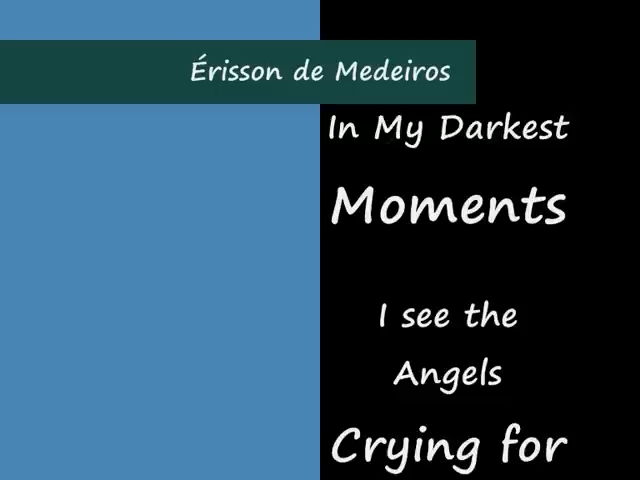 Érisson de Medeiros
In My Darkest
Moments
I see the
Angels
Crying for